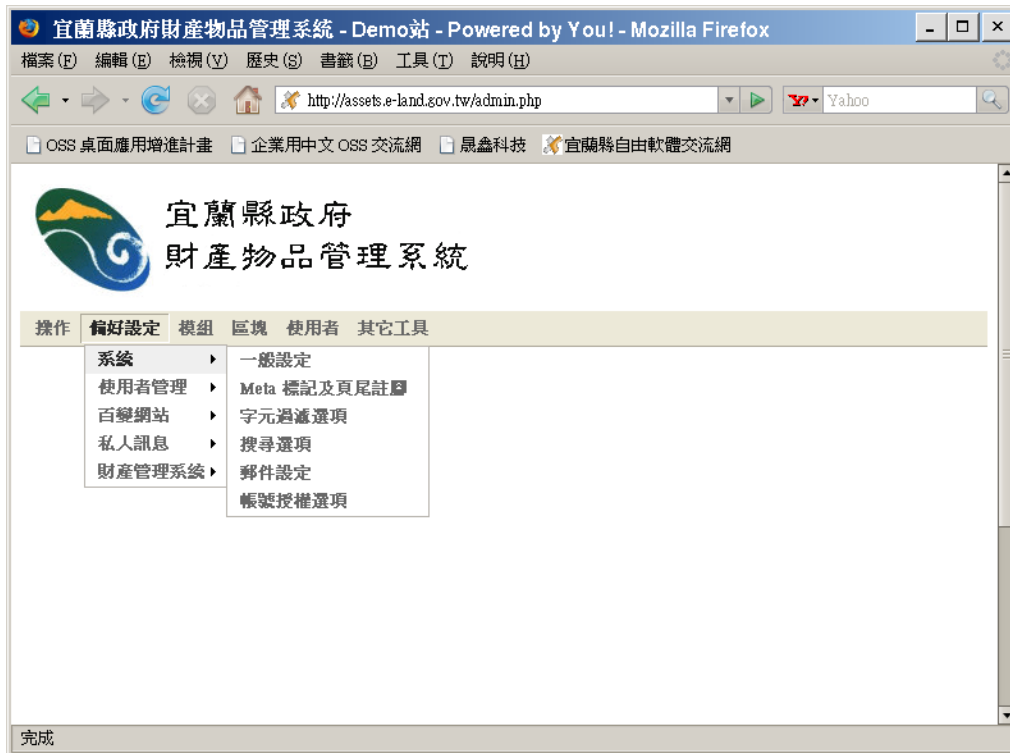 宜蘭縣政府財產物品管理系統 - Demo站 - Powered by You! - Mozilla Firefox
檔案(F) 編輯(E) 檢視(V) 歷史(S) 書籤(B) 工具(T) 說明(H)
http://assets.e-land.gov.tw/admin.php Yahoo
OSS 桌面應用增進計畫 企業用中文 OSS 交流網 晟鑫科技 宜蘭縣自由軟體交流網
宜蘭縣政府
財產物品管理系統
操作 偏好設定 模組 區塊 使用者 其它工具
系統 一般設定
使用者管理 Meta 標記及頁尾註
百變網站 字元過濾選項
私人訊息 搜尋選項
財產管理系統 郵件設定
帳號授權選項
完成